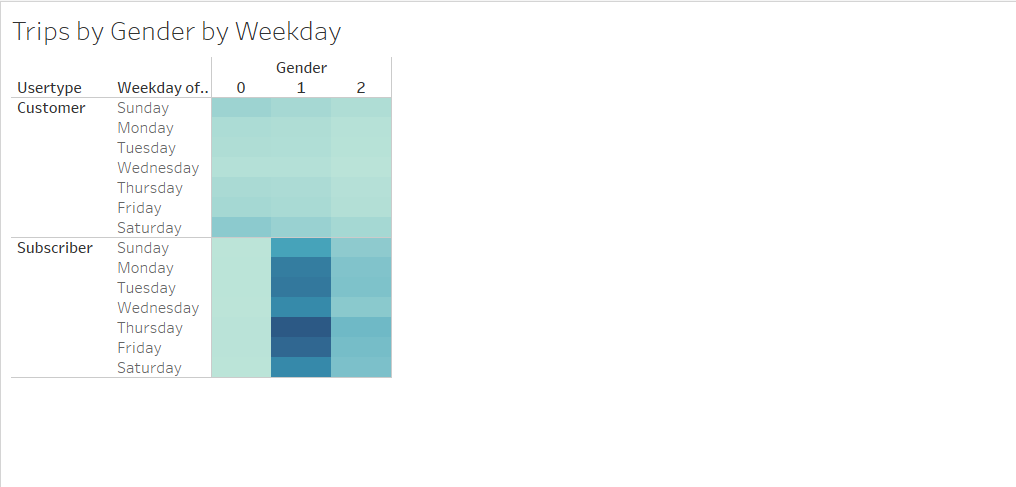 Trips by Gender by Weekday
Gender
Usertype Weekday of.. 0 1 2
Customer Sunday
Monday
Tuesday
Wednesday
Thursday
Friday
Saturday
Subscriber Sunday
Monday
Tuesday
Wednesday
Thursday
Friday
Saturday